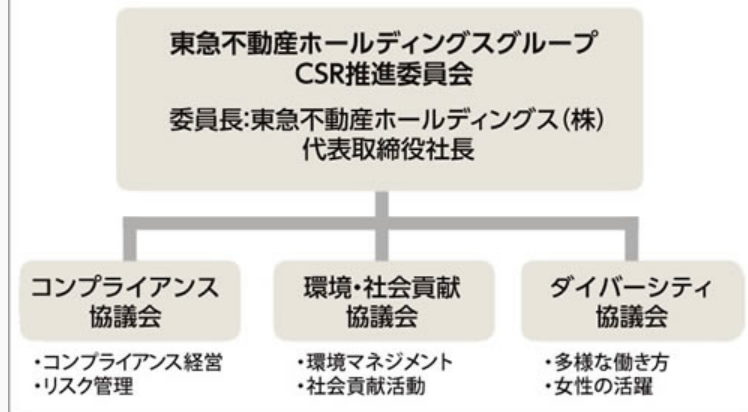 東急不動産ホールディングスグループ
CSR推進委員会
委員長:東急不動産ホールディングス(株)
代表取締役社長
コンプライアンス
協議会
・コンプライアンス経営
・リスク管理
環境・社会貢献
協議会
・環境マネジメント
・社会貢献活動
ダイバーシティ
協議会
・多様な働き方
・女性の活躍